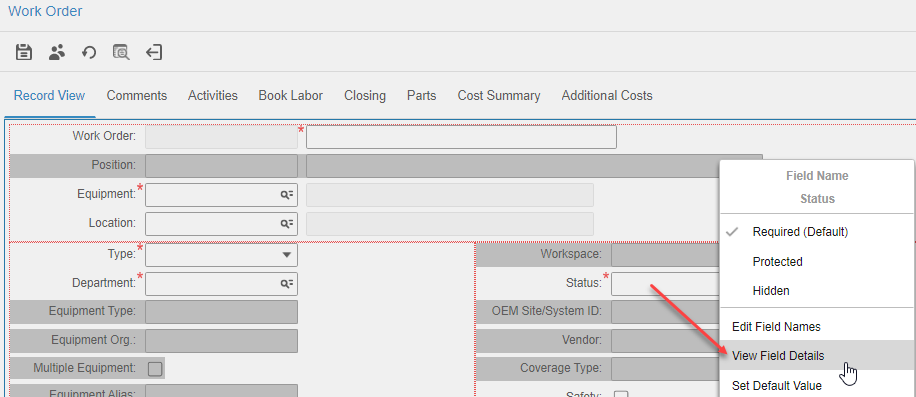 Work Order
Record View Comments Activities Book Labor Closing Parts Cost Summary Additional Costs
Work Order: *
Position:
Equipment: *
Location:
Type: *
Department: *
Equipment Type:
Equipment Org.:
Multiple Equipment:
Equipment Alias:
Workspace:
Status: *
OEM Site/System ID:
Vendor:
Coverage Type:
Safety:
Field Name
Status
Required (Default)
Protected
Hidden
Edit Field Names
View Field Details
Set Default Value